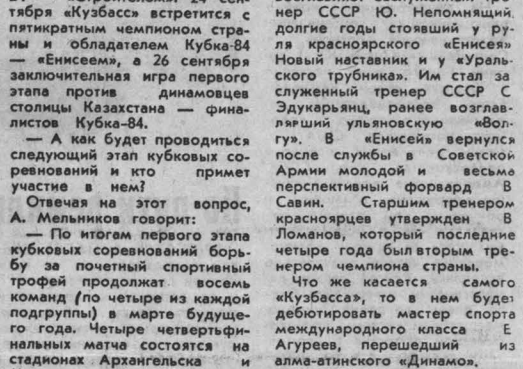 тября «Кузбасс» встретится с
пятикратным чемпионом стра-
ны и обладателем Кубка-84
— «Енисеем», а 26 сентября
заключительная игра первого
этапа против динамовцев
столицы Казахстана — фина-
листов Кубка-84.
— А как будет проводиться
следующий этап кубковых со-
ревнований и кто примет
участие в нем?
Отвечая на этот вопрос,
А. Мельников говорит:
— По итогам первого этапа
кубковых соревнований борь-
бу за почетный спортивный
трофей продолжат восемь
команд (по четыре из каждой
подгруппы) в марте будуще-
го года. Четыре четвертьфи-
нальных матча состоятся на
стадионах Архангельска и
нер СССР Ю. Непомнящий,
долгие годы стоявший у ру-
ля красноярского «Енисея»
Новый наставник и у «Ураль-
ского трубника». Им стал за-
служенный тренер СССР С
Эдукарьянц, ранее возглав-
лярший ульяновскую «Вол-
гу». В «Енисей» вернулся
после службы в Советской
Армии молодой и весьма
перспективный форвард В
Савин. Старшим тренером
красноярцев утвержден В
Ломанов, который последние
четыре года был вторым тре-
нером чемпиона страны.
Что же касается самого
«Кузбасса», то в нем будет
дебютировать мастер спорта
международного класса Е
Агуреев, перешедший из
алма-атинского «Динамо».